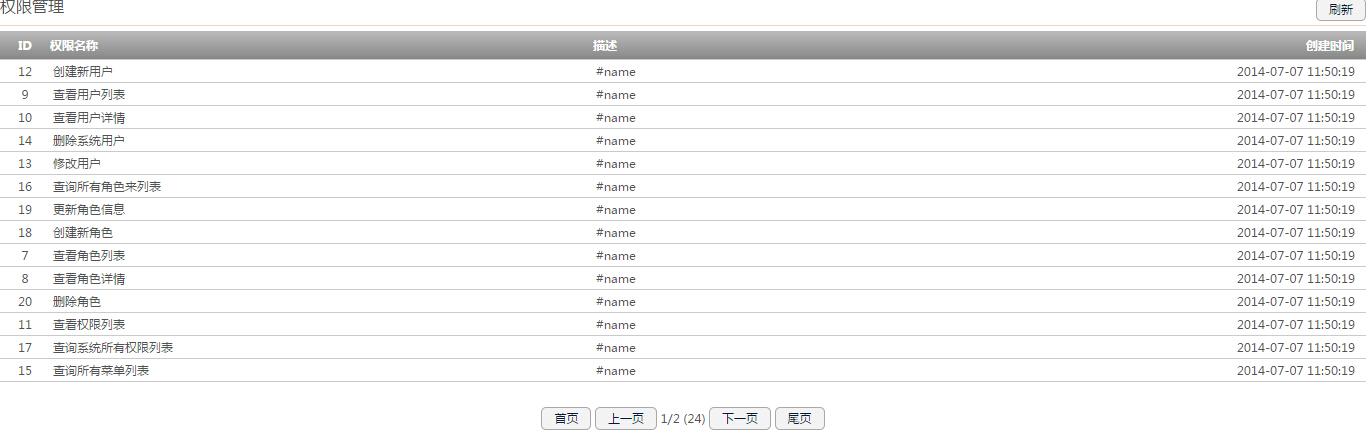 权限管理 刷新
ID 权限名称 描述 创建时间
12 创建新用户 #name 2014-07-07 11:50:19
9 查看用户列表 #name 2014-07-07 11:50:19
10 查看用户详情 #name 2014-07-07 11:50:19
14 删除系统用户 #name 2014-07-07 11:50:19
13 修改用户 #name 2014-07-07 11:50:19
16 查询所有角色来列表 #name 2014-07-07 11:50:19
19 更新角色信息 #name 2014-07-07 11:50:19
18 创建新角色 #name 2014-07-07 11:50:19
7 查看角色列表 #name 2014-07-07 11:50:19
8 查看角色详情 #name 2014-07-07 11:50:19
20 删除角色 #name 2014-07-07 11:50:19
11 查看权限列表 #name 2014-07-07 11:50:19
17 查询系统所有权限列表 #name 2014-07-07 11:50:19
15 查询所有菜单列表 #name 2014-07-07 11:50:19
首页 上一页 1/2 (24) 下一页 尾页